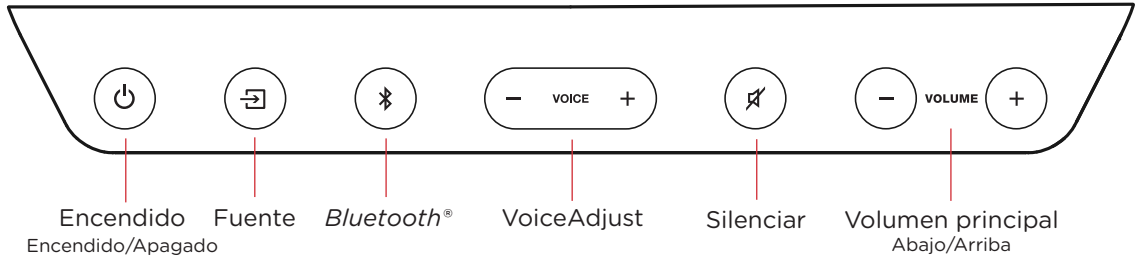 VOICE
VOLUME
Encendido
Encendido/Apagado
Fuente
Bluetooth®
VoiceAdjust
Silenciar
Volumen principal
Abajo/Arriba